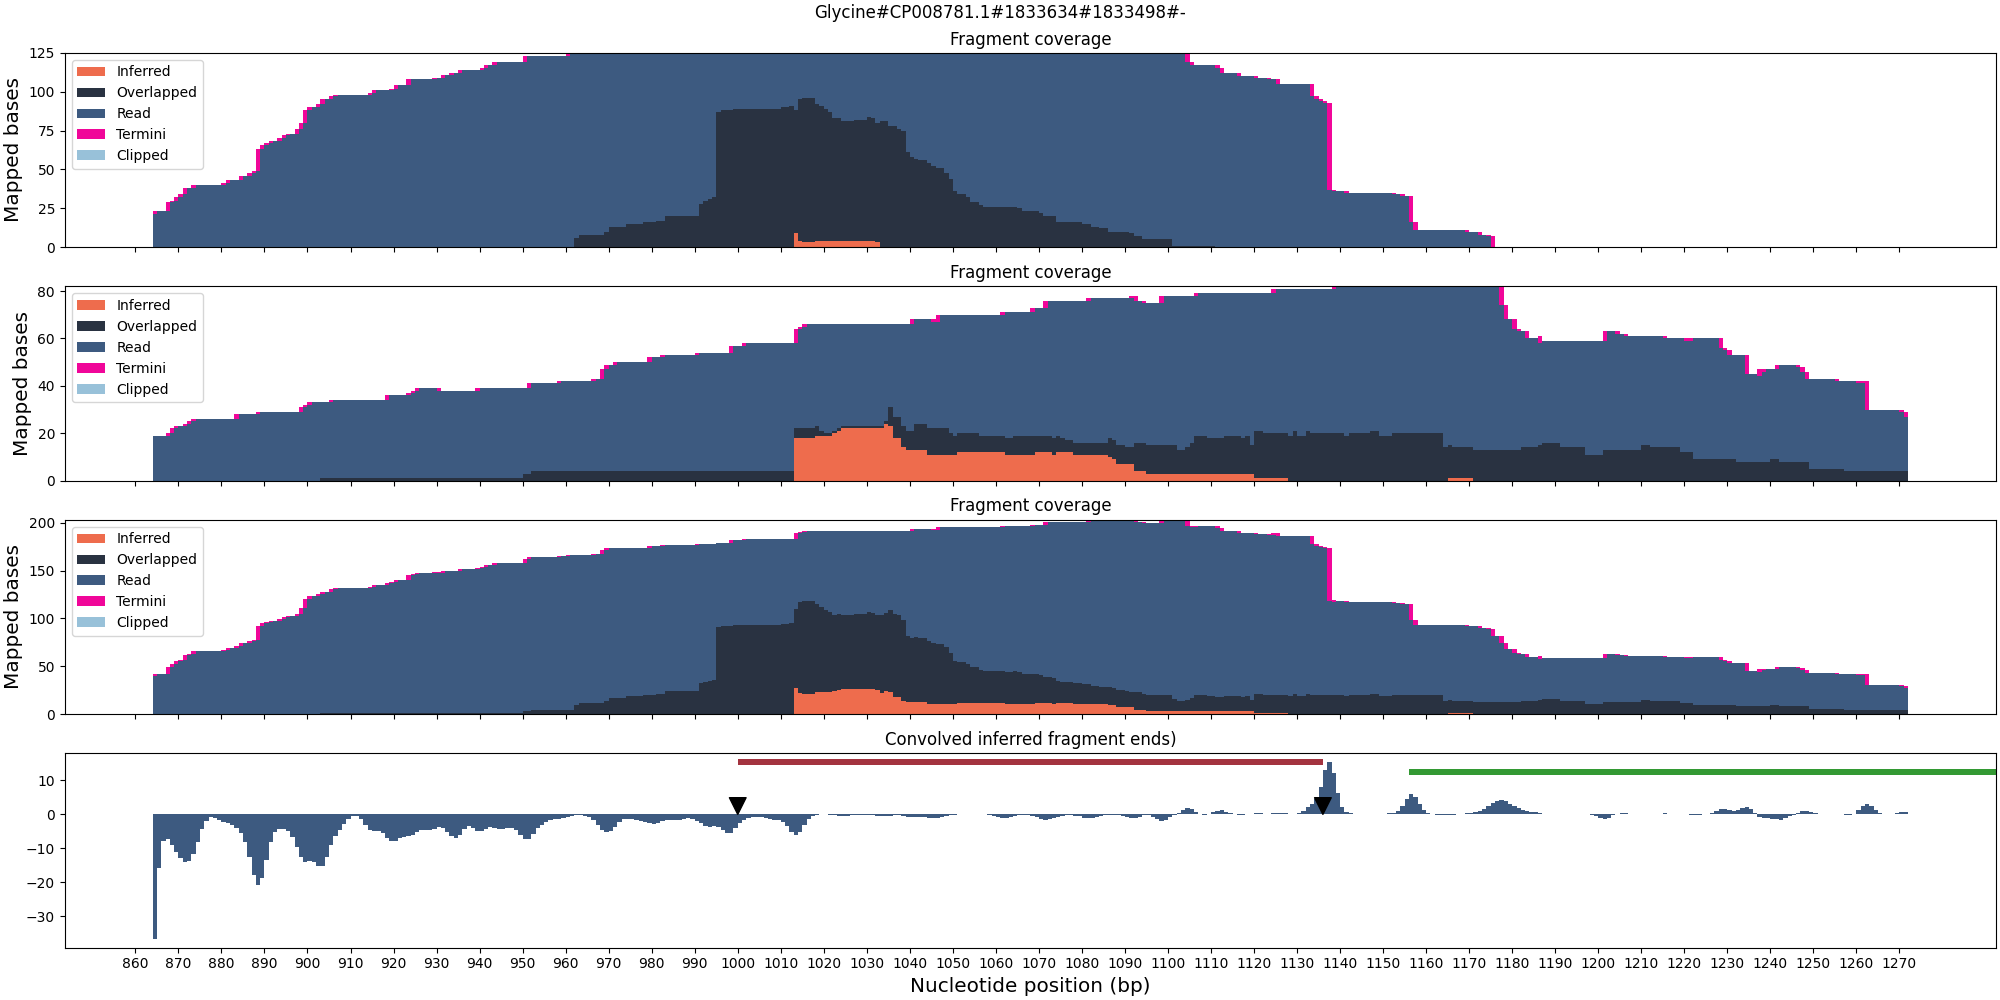 Glycine#CP008781.1#1833634#1833498#-
Fragment coverage
Mapped bases
125
100
75
50
25
0
Inferred
Overlapped
Read
Termini
Clipped
Fragment coverage
Mapped bases
80
60
40
20
0
Inferred
Overlapped
Read
Termini
Clipped
Fragment coverage
Mapped bases
200
150
100
50
0
Inferred
Overlapped
Read
Termini
Clipped
Convolved inferred fragment ends)
10
0
−10
−20
−30
860 870 880 890 900 910 920 930 940 950 960 970 980 990 1000 1010 1020 1030 1040 1050 1060 1070 1080 1090 1100 1110 1120 1130 1140 1150 1160 1170 1180 1190 1200 1210 1220 1230 1240 1250 1260 1270
Nucleotide position (bp)